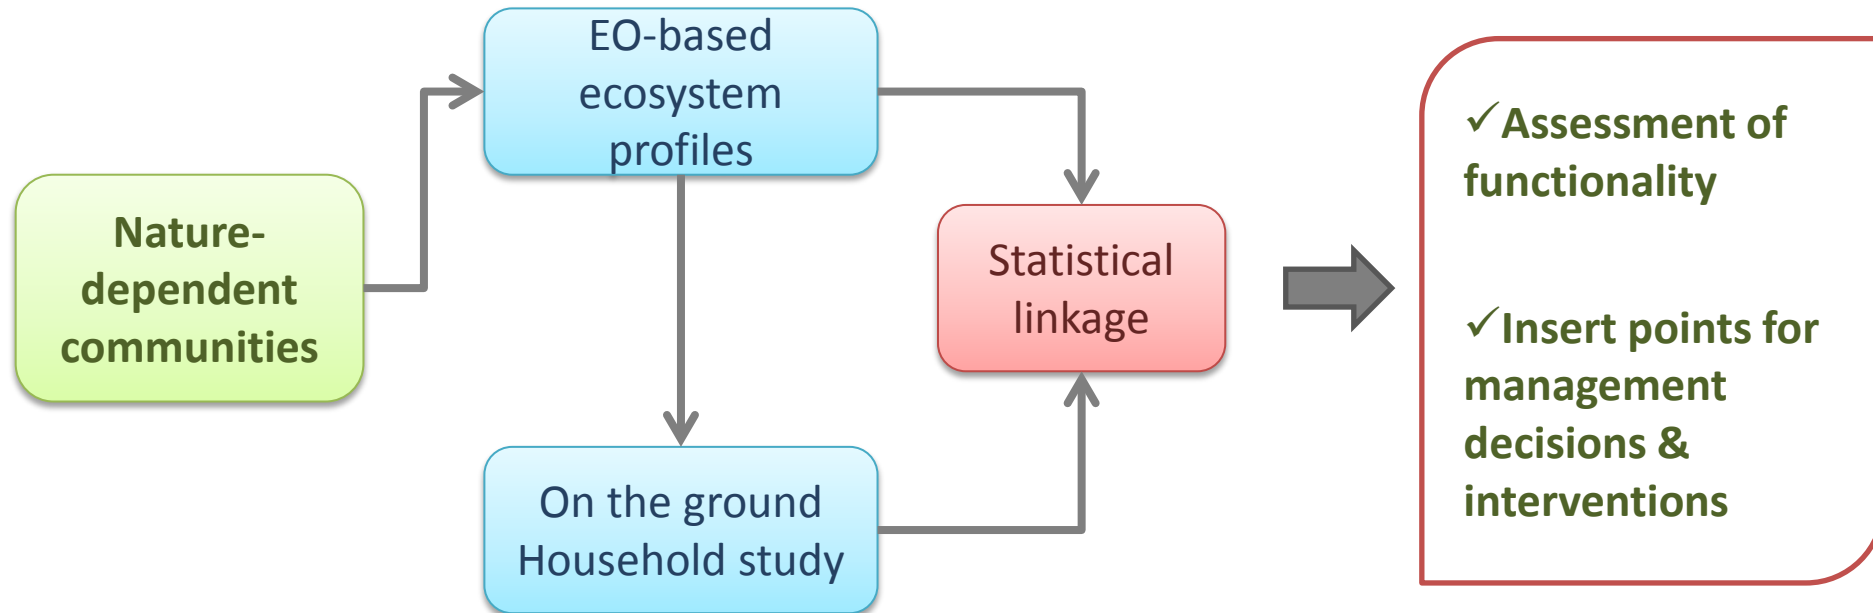 EO-based
ecosystem
profiles
Nature-
dependent
communities
On the ground
Household study
Statistical
linkage
✓Assessment of
functionality
✓Insert points for
management
decisions &
interventions